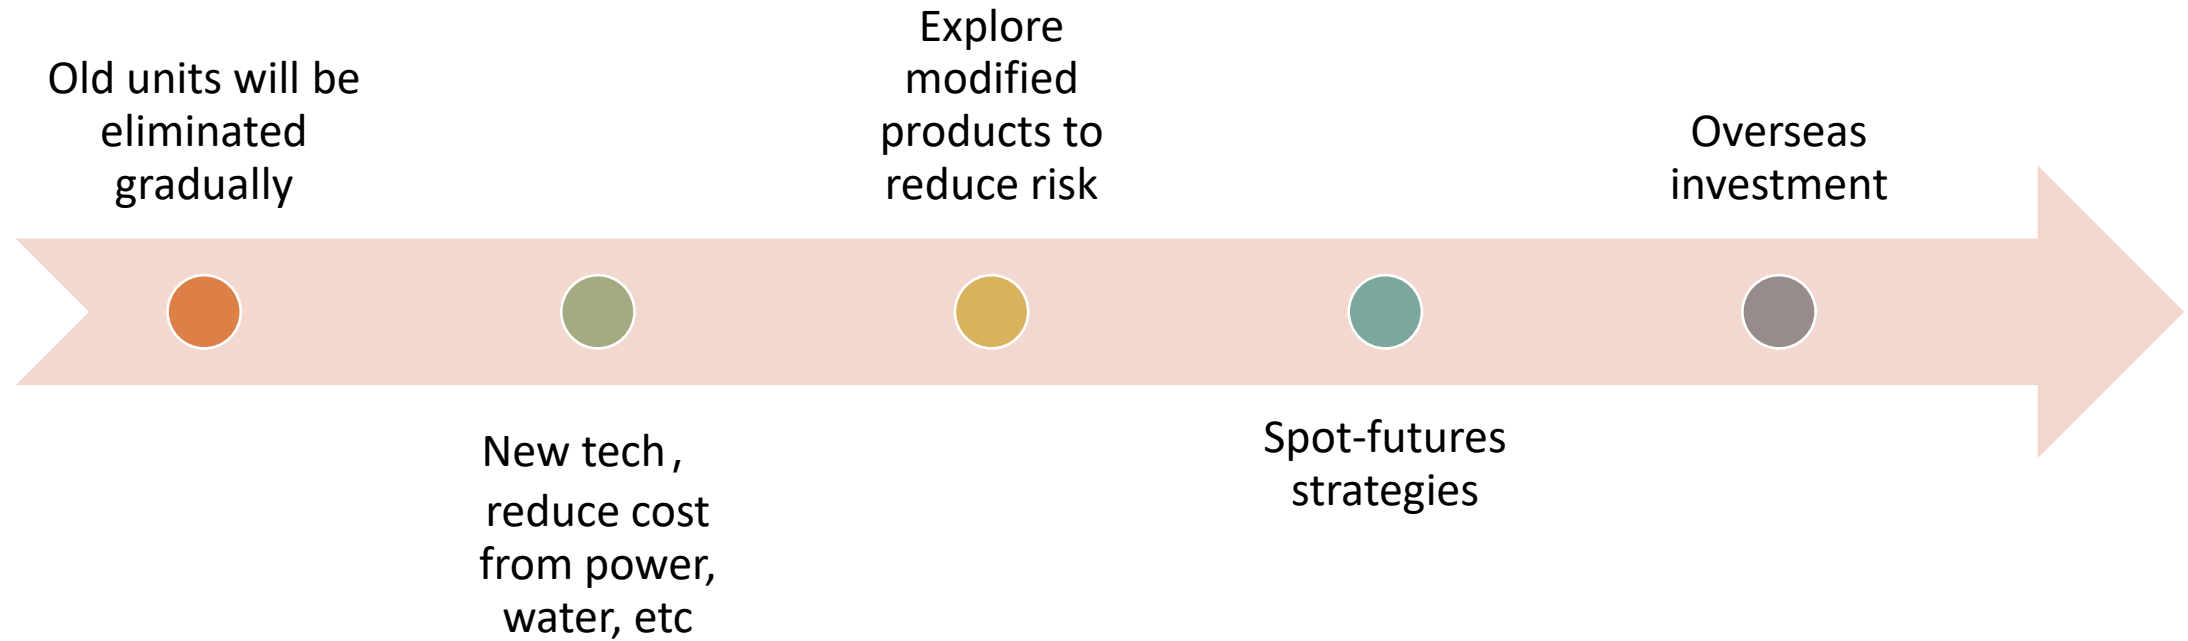 Old units will be
eliminated
gradually
New tech,
reduce cost
from power,
water, etc
Explore
modified
products to
reduce risk
Spot-futures
strategies
Overseas
investment